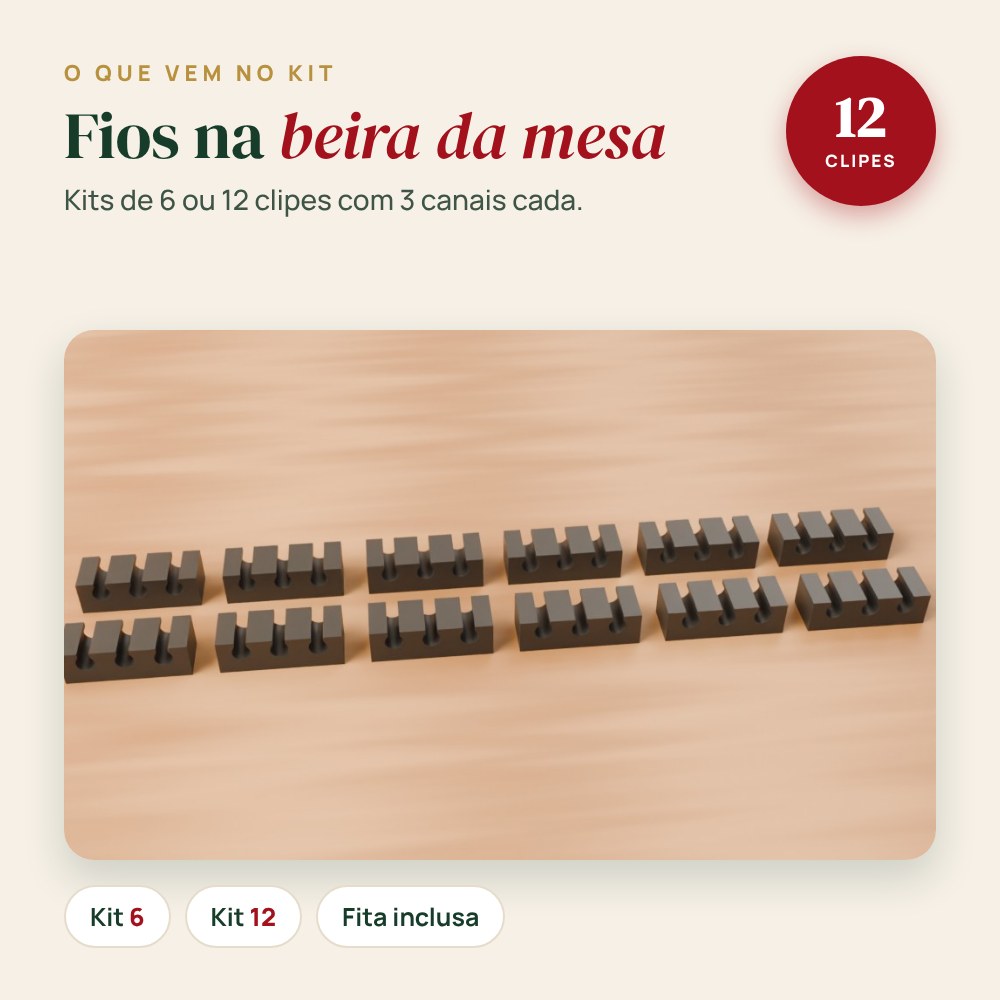 O QUE VEM NO KIT
Fios na beira da mesa
Kits de 6 ou 12 clipes com 3 canais cada.
12
CLIPES
Kit 6
Kit 12
Fita inclusa